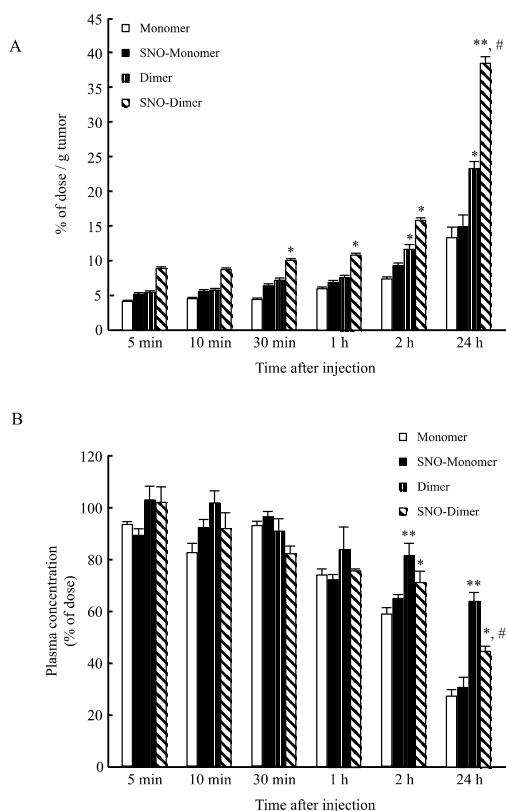 A
45
40
35
30
25
20
15
10
5
0
% of dose / g tumor
Monomer
SNO-Monomer
Dimer
SNO-Dimer
*
*
*
*
*
**, #
5 min
10 min
30 min
1 h
2 h
24 h
Time after injection
B
120
100
80
60
40
20
0
Plasma concentration
(% of dose)
Monomer
SNO-Monomer
Dimer
SNO-Dimer
**
*
**
*, #
5 min
10 min
30 min
1 h
2 h
24 h
Time after injection